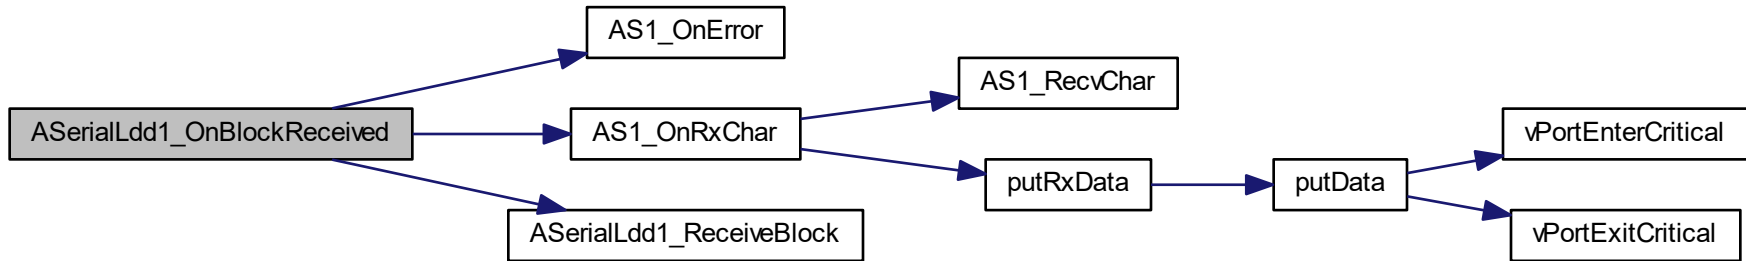 AS1_OnError
AS1_RecvChar
ASerialLdd1_OnBlockReceived
AS1_OnRxChar
vPortEnterCritical
putRxData
putData
ASerialLdd1_ReceiveBlock
vPortExitCritical